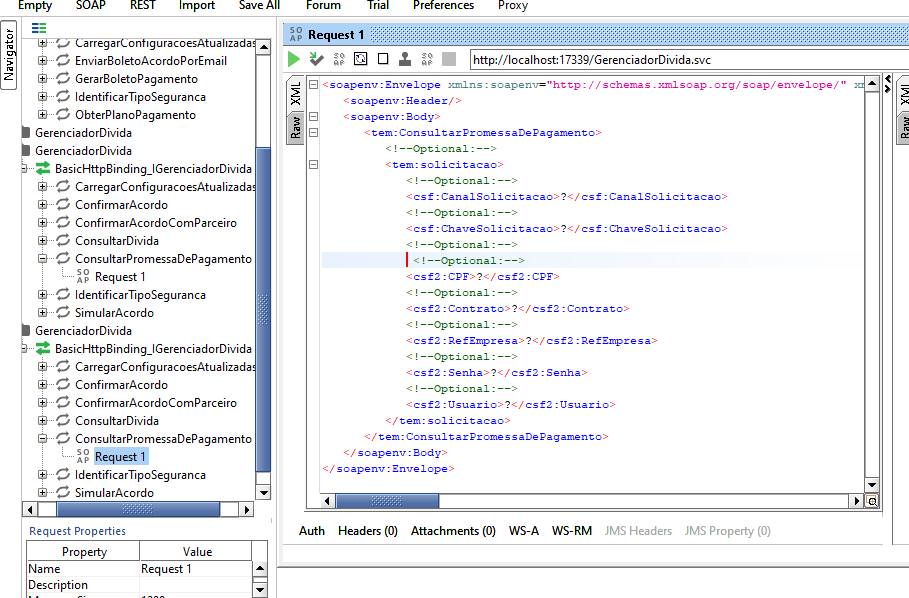 Empty SOAP REST Import Save All Forum Trial Preferences Proxy
Navigator
CarregarConfiguracoesAtualizadas
EnviarBoletoAcordoPorEmail
GerarBoletoPagamento
IdentificarTipoSeguranca
ObterPlanoPagamento
GerenciadorDivida
GerenciadorDivida
BasicHttpBinding_IGerenciadorDivida
CarregarConfiguracoesAtualizadas
ConfirmarAcordo
ConfirmarAcordoComParceiro
ConsultarDivida
ConsultarPromessaDePagamento
SOAP Request 1
IdentificarTipoSeguranca
SimularAcordo
GerenciadorDivida
BasicHttpBinding_IGerenciadorDivida
CarregarConfiguracoesAtualizadas
ConfirmarAcordo
ConfirmarAcordoComParceiro
ConsultarDivida
ConsultarPromessaDePagamento
SOAP Request 1
IdentificarTipoSeguranca
SimularAcordo
Request Properties
Property Value
Name Request 1
Description
SOAP Request 1
http://localhost:17339/GerenciadorDivida.svc
XML
Raw
<soapenv:Envelope xmlns:soapenv="http://schemas.xmlsoap.org/soap/envelope/"
<soapenv:Header/>
<soapenv:Body>
<tem:ConsultarPromessaDePagamento>
<!--Optional:-->
<tem:solicitacao>
<!--Optional:-->
<csf:CanalSolicitacao>?</csf:CanalSolicitacao>
<!--Optional:-->
<csf:ChaveSolicitacao>?</csf:ChaveSolicitacao>
<!--Optional:-->
<!--Optional:-->
<csf2:CPF>?</csf2:CPF>
<!--Optional:-->
<csf2:Contrato>?</csf2:Contrato>
<!--Optional:-->
<csf2:RefEmpresa>?</csf2:RefEmpresa>
<!--Optional:-->
<csf2:Senha>?</csf2:Senha>
<!--Optional:-->
<csf2:Usuario>?</csf2:Usuario>
</tem:solicitacao>
</tem:ConsultarPromessaDePagamento>
</soapenv:Body>
</soapenv:Envelope>
Auth Headers (0) Attachments (0) WS-A WS-RM JMS Headers JMS Property (0)
XML
Raw